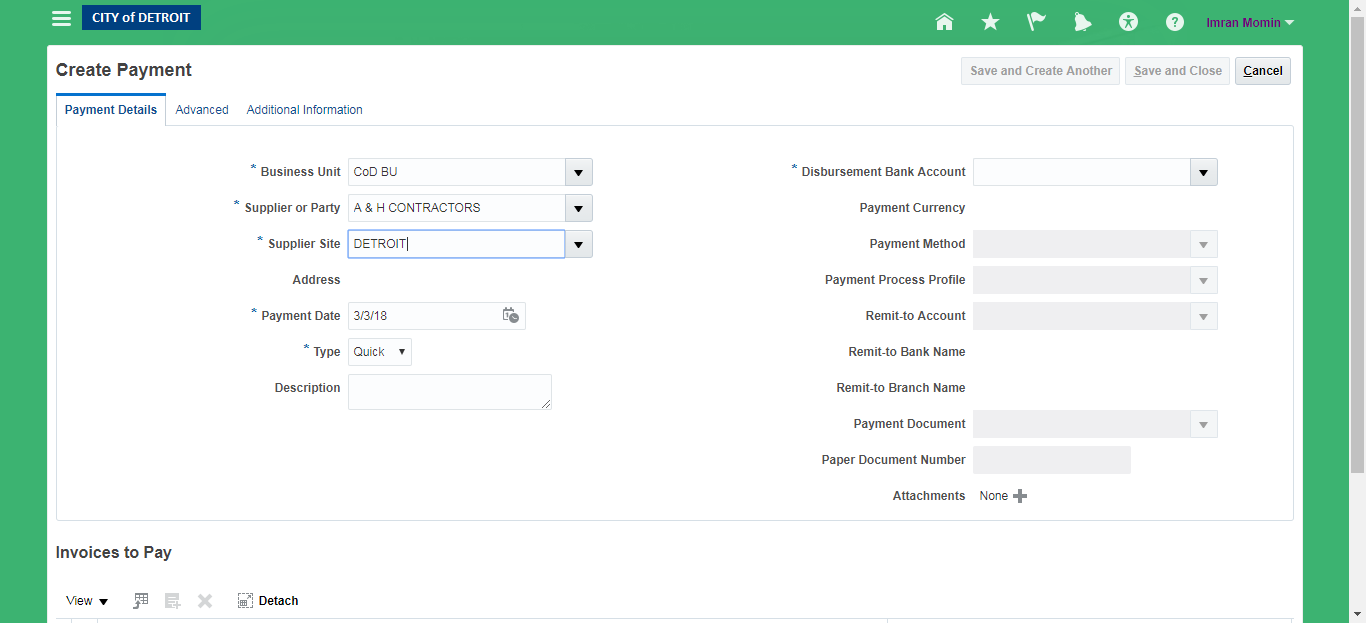 CITY of DETROIT
Imran Momin
Create Payment
Save and Create Another
Save and Close
Cancel
Payment Details
Advanced
Additional Information
* Business Unit CoD BU
* Supplier or Party A & H CONTRACTORS
* Supplier Site DETROIT
Address
* Payment Date 3/3/18
* Type Quick
Description
* Disbursement Bank Account
Payment Currency
Payment Method
Payment Process Profile
Remit-to Account
Remit-to Bank Name
Remit-to Branch Name
Payment Document
Paper Document Number
Attachments None
Invoices to Pay
View
Detach